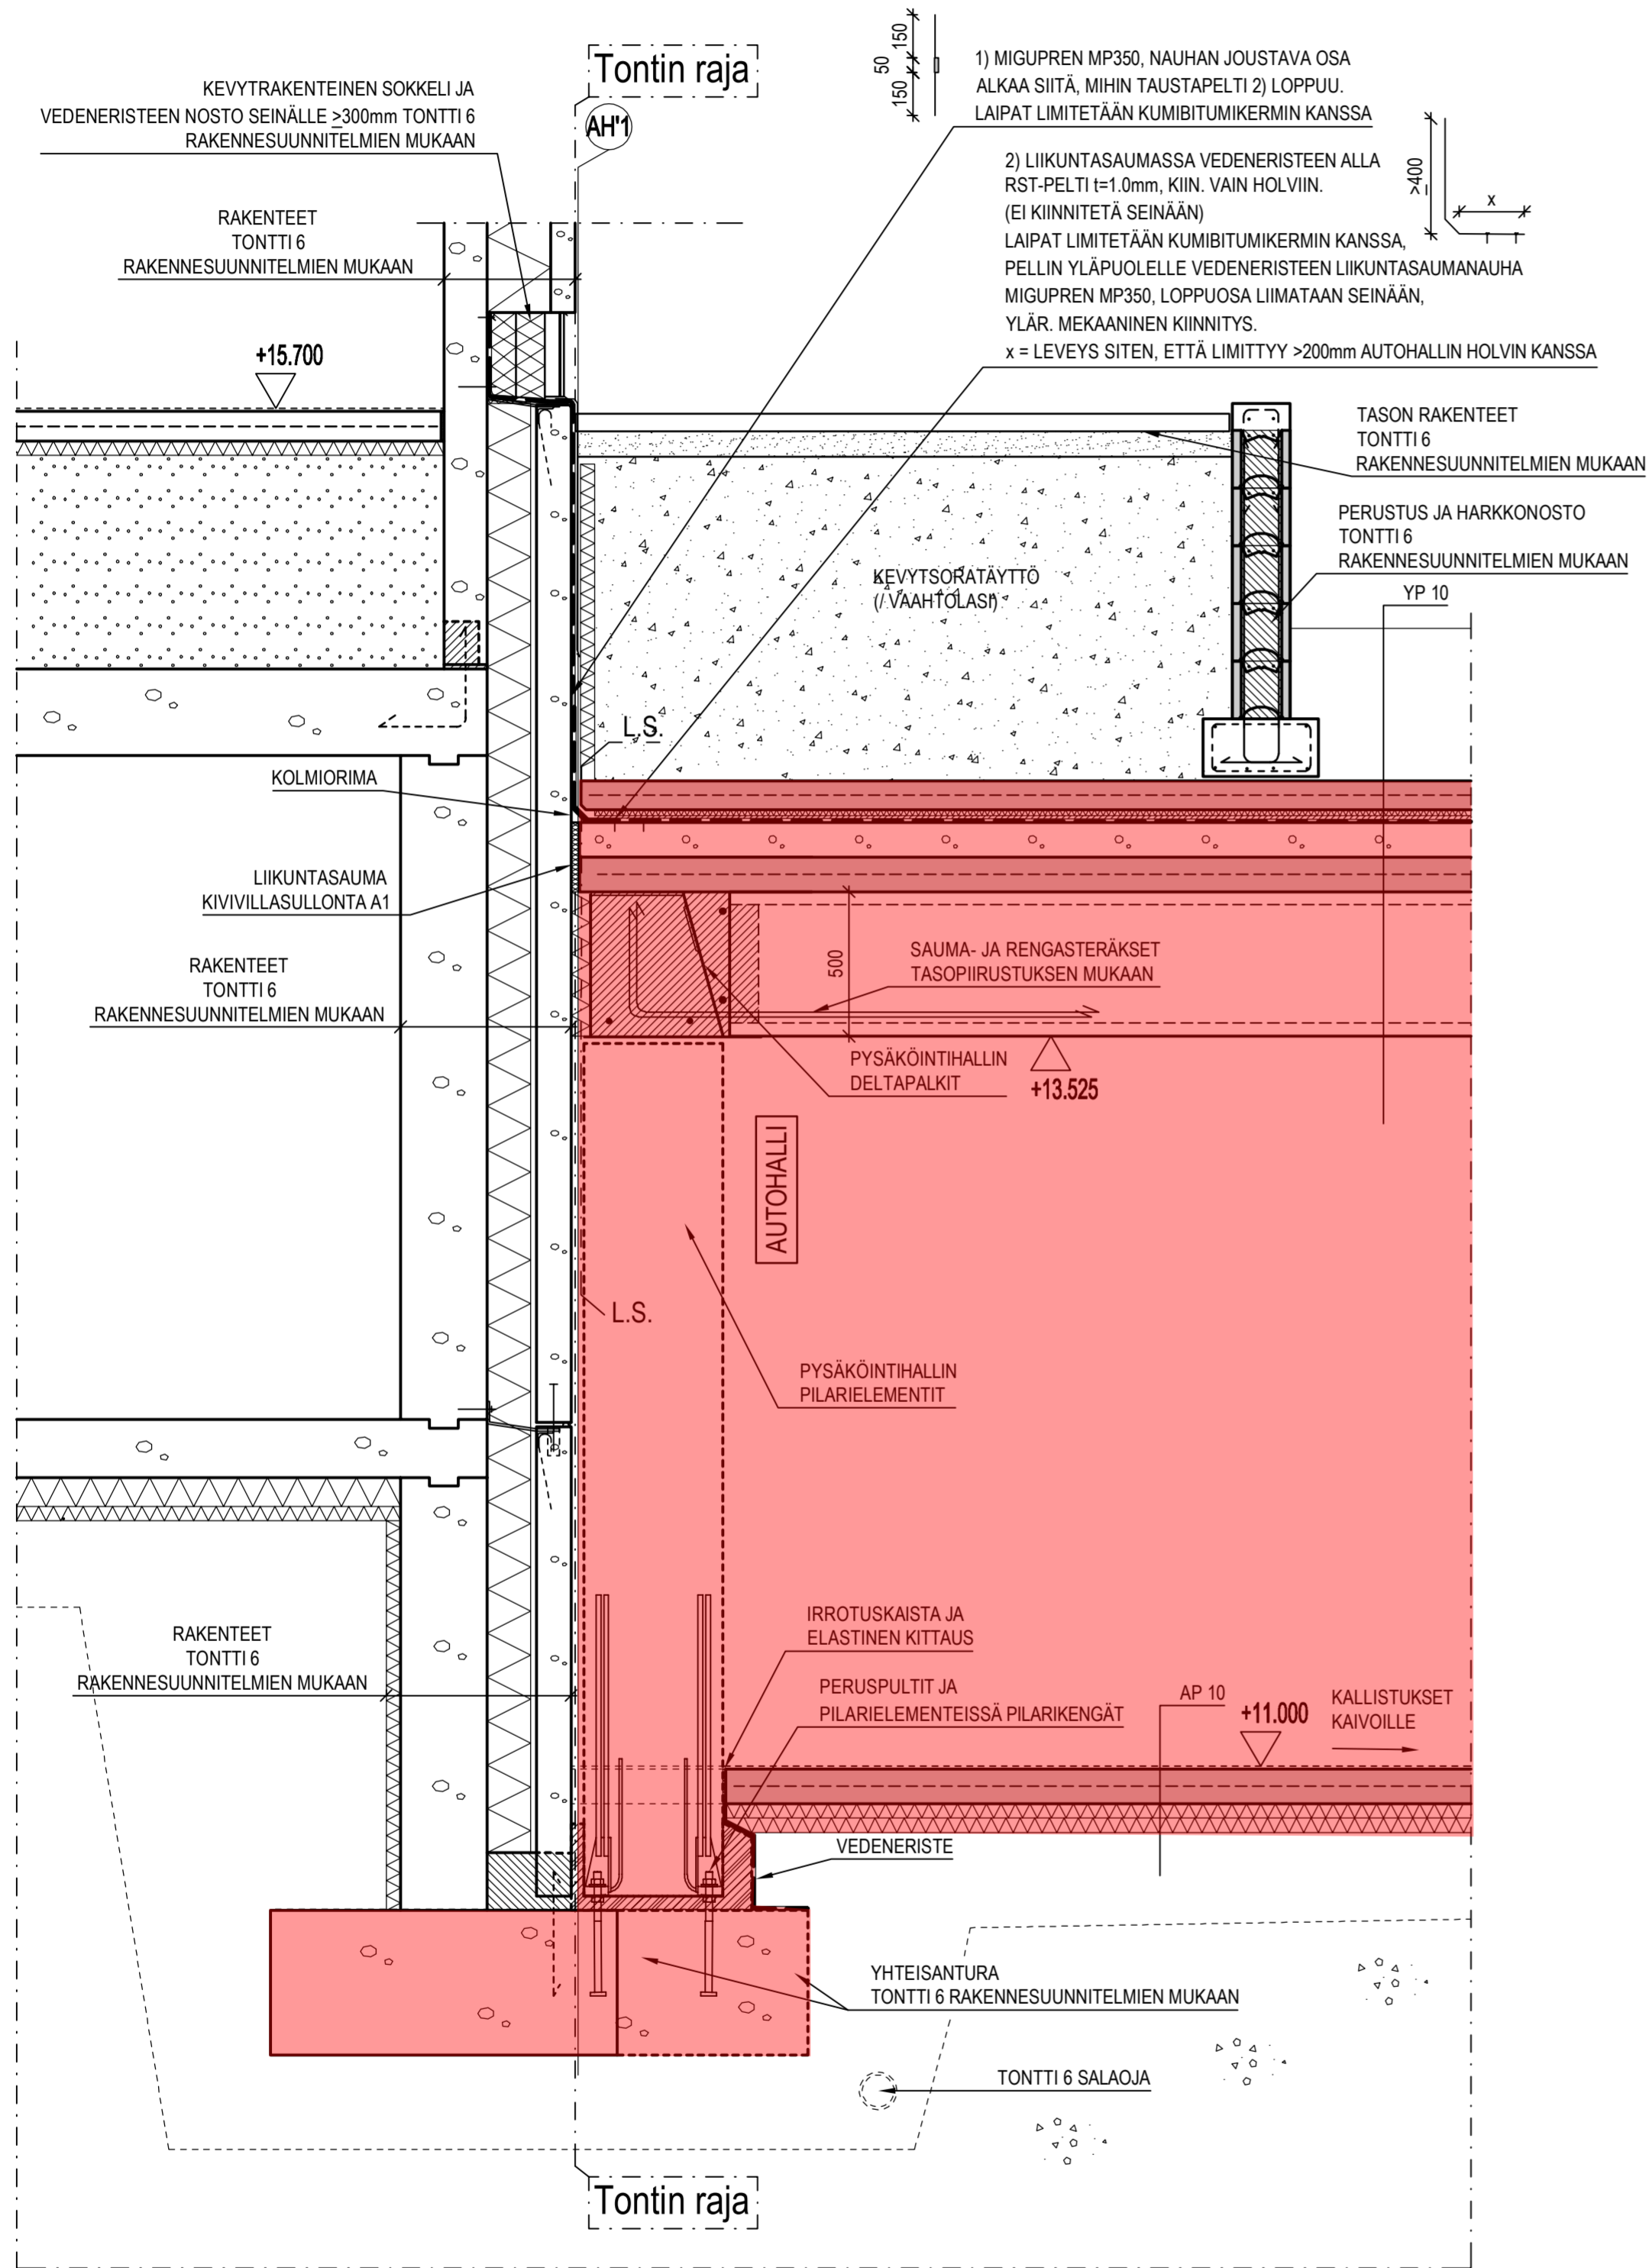 Tontin raja
AH'1
KEVYTRAKENTEINEN SOKKELI JA
VEDENERISTEEN NOSTO SEINÄLLE ≥300mm TONTTI 6
RAKENNESUUNNITELMIEN MUKAAN
150
50
150
1) MIGUPREN MP350, NAUHAN JOUSTAVA OSA
ALKAA SIITÄ, MIHIN TAUSTAPELTI 2) LOPPUU.
LAIPAT LIMITETÄÄN KUMIBITUMIKERMIN KANSSA
2) LIIKUNTASAUMASSA VEDENERISTEEN ALLA
RST-PELTI t=1.0mm, KIIN. VAIN HOLVIIN.
(EI KIINNITETÄ SEINÄÄN)
LAIPAT LIMITETÄÄN KUMIBITUMIKERMIN KANSSA,
PELLIN YLÄPUOLELLE VEDENERISTEEN LIIKUNTASAUMANAUHA
MIGUPREN MP350, LOPPUOSA LIIMATAAN SEINÄÄN,
YLÄR. MEKAANINEN KIINNITYS.
x = LEVEYS SITEN, ETTÄ LIMITTYY >200mm AUTOHALLIN HOLVIN KANSSA
≥400
x
RAKENTEET
TONTTI 6
RAKENNESUUNNITELMIEN MUKAAN
+15.700
TASON RAKENTEET
TONTTI 6
RAKENNESUUNNITELMIEN MUKAAN
PERUSTUS JA HARKKONOSTO
TONTTI 6
RAKENNESUUNNITELMIEN MUKAAN
YP 10
KEVYTSORATÄYTTÖ
(/ VAAHTOLASI)
L.S.
KOLMIORIMA
LIIKUNTASAUMA
KIVIVILLASULLONTA A1
RAKENTEET
TONTTI 6
RAKENNESUUNNITELMIEN MUKAAN
500
SAUMA- JA RENGASTERÄKSET
TASOPIIRUSTUKSEN MUKAAN
PYSÄKÖINTIHALLIN
DELTAPALKIT
+13.525
AUTOHALLI
L.S.
PYSÄKÖINTIHALLIN
PILARIELEMENTIT
IRROTUSKAISTA JA
ELASTINEN KITTAUS
RAKENTEET
TONTTI 6
RAKENNESUUNNITELMIEN MUKAAN
PERUSPULTIT JA
PILARIELEMENTEISSÄ PILARIKENGÄT
AP 10
+11.000
KALLISTUKSET
KAIVOILLE
VEDENERISTE
YHTEISANTURA
TONTTI 6 RAKENNESUUNNITELMIEN MUKAAN
TONTTI 6 SALAOJA
Tontin raja